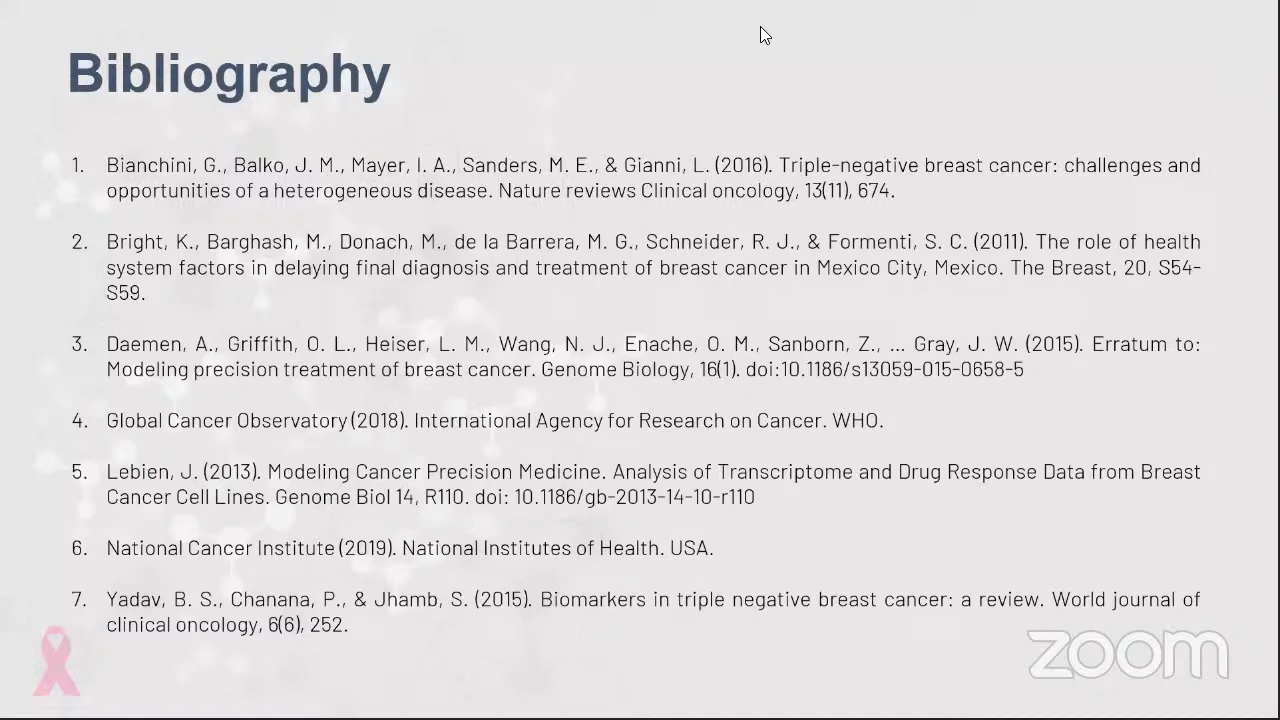 Bibliography
1. Bianchini, G., Balko, J. M., Mayer, I. A., Sanders, M. E., & Gianni, L. (2016). Triple-negative breast cancer: challenges and
opportunities of a heterogeneous disease. Nature reviews Clinical oncology, 13(11), 674.
2. Bright, K., Barghash, M., Donach, M., de la Barrera, M. G., Schneider, R. J., & Formenti, S. C. (2011). The role of health
system factors in delaying final diagnosis and treatment of breast cancer in Mexico City, Mexico. The Breast, 20, S54-
S59.
3. Daemen, A., Griffith, O. L., Heiser, L. M., Wang, N. J., Enache, O. M., Sanborn, Z., … Gray, J. W. (2015). Erratum to:
Modeling precision treatment of breast cancer. Genome Biology, 16(1). doi:10.1186/s13059-015-0658-5
4. Global Cancer Observatory (2018). International Agency for Research on Cancer. WHO.
5. Lebien, J. (2013). Modeling Cancer Precision Medicine. Analysis of Transcriptome and Drug Response Data from Breast
Cancer Cell Lines. Genome Biol 14, R110. doi: 10.1186/gb-2013-14-10-r110
6. National Cancer Institute (2019). National Institutes of Health. USA.
7. Yadav, B. S., Chanana, P., & Jhamb, S. (2015). Biomarkers in triple negative breast cancer: a review. World journal of
clinical oncology, 6(6), 252.
zoom